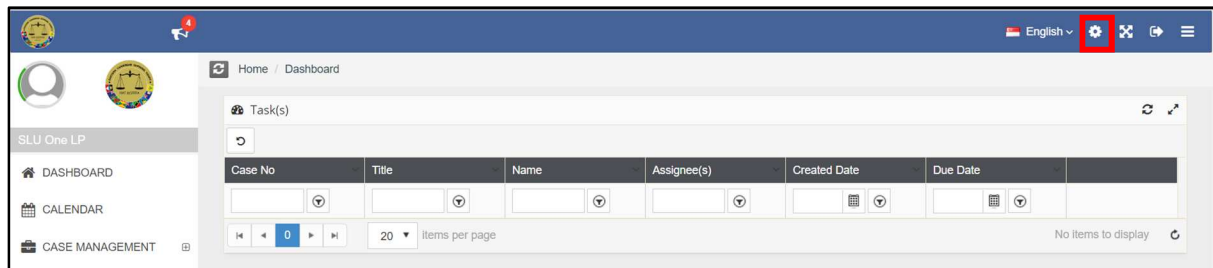 4
English
Home / Dashboard
Task(s)
SLU One LP
DASHBOARD
CALENDAR
CASE MANAGEMENT
Case No Title Name Assignee(s) Created Date Due Date
0 20 items per page No items to display